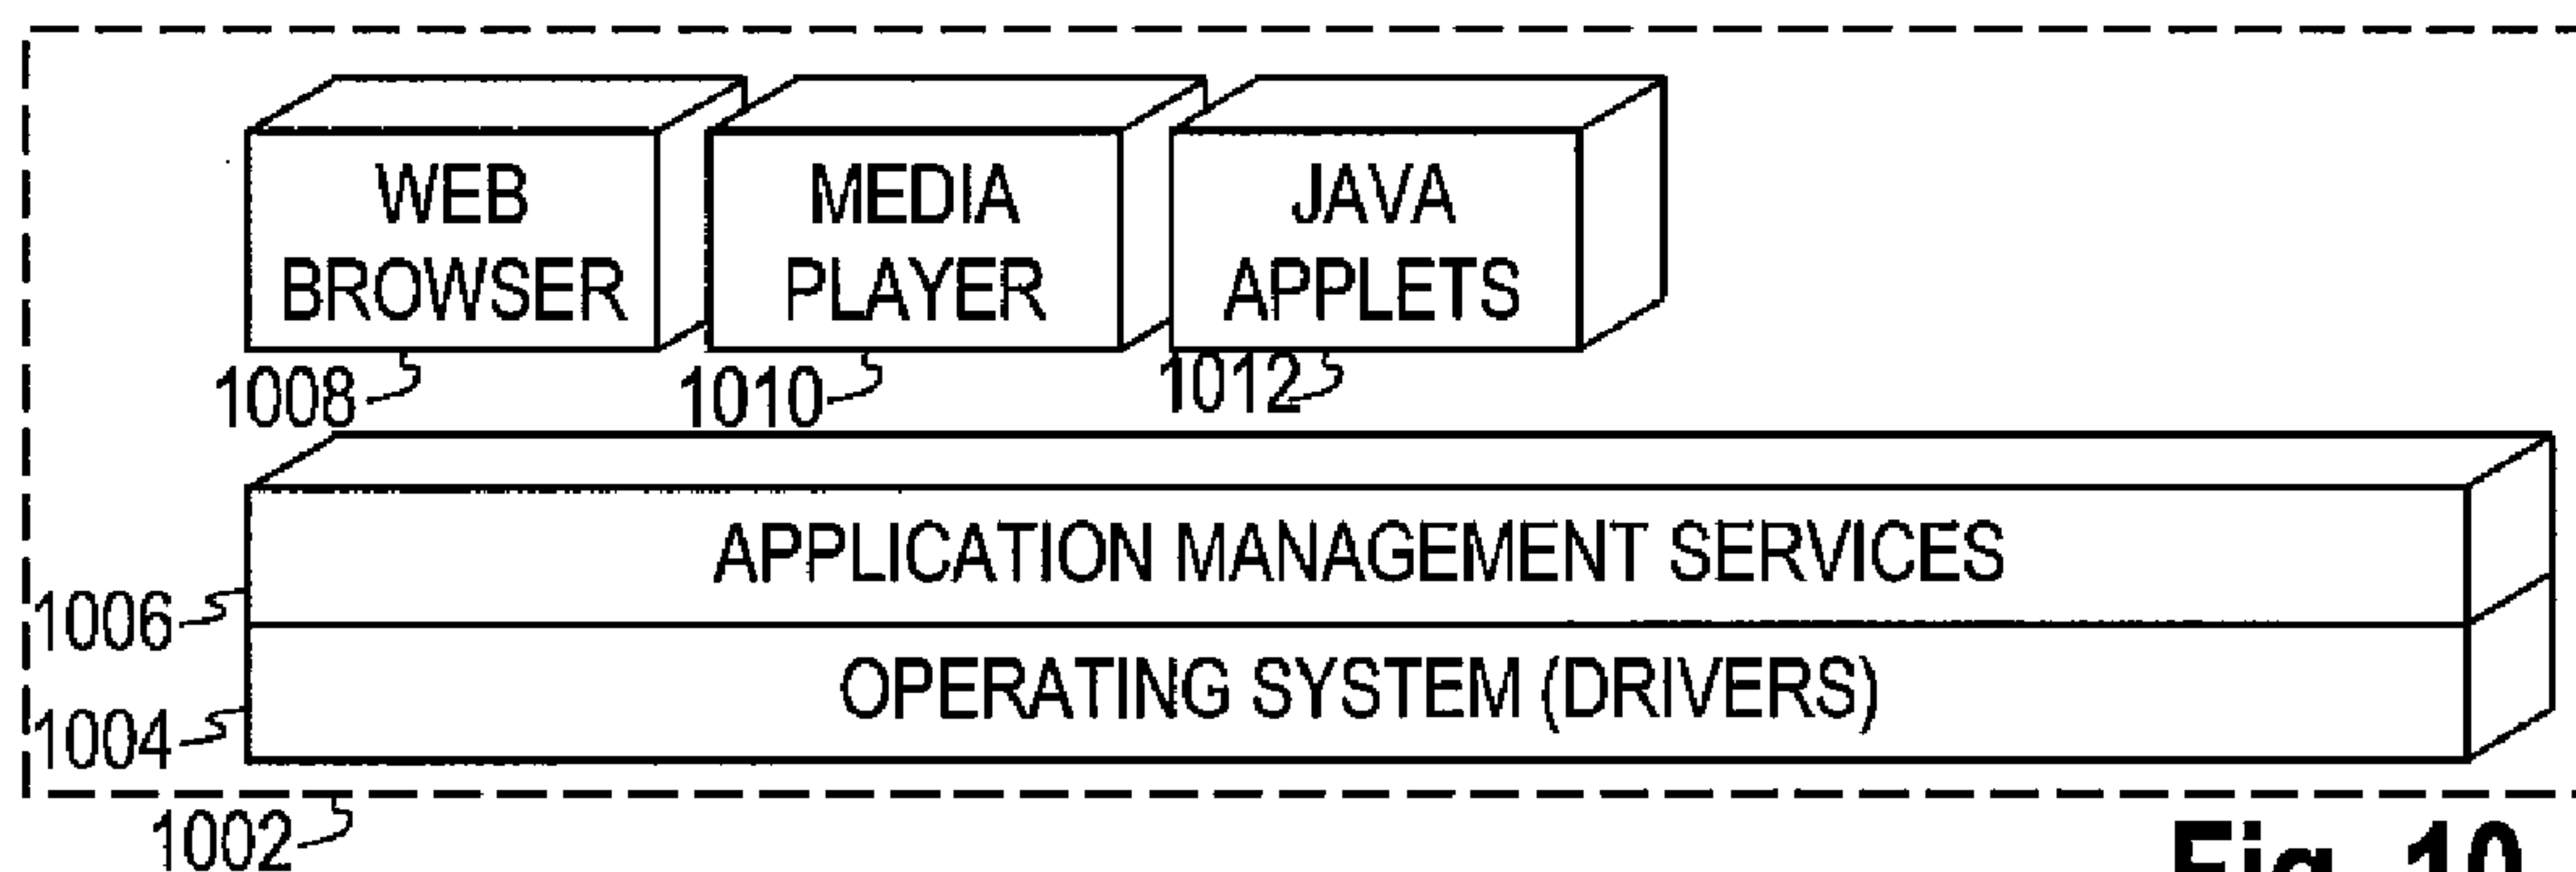 WEB
BROWSER
MEDIA
PLAYER
JAVA
APPLETS
1008
1010
1012
APPLICATION MANAGEMENT SERVICES
1006
OPERATING SYSTEM (DRIVERS)
1004
1002
Fig. 10